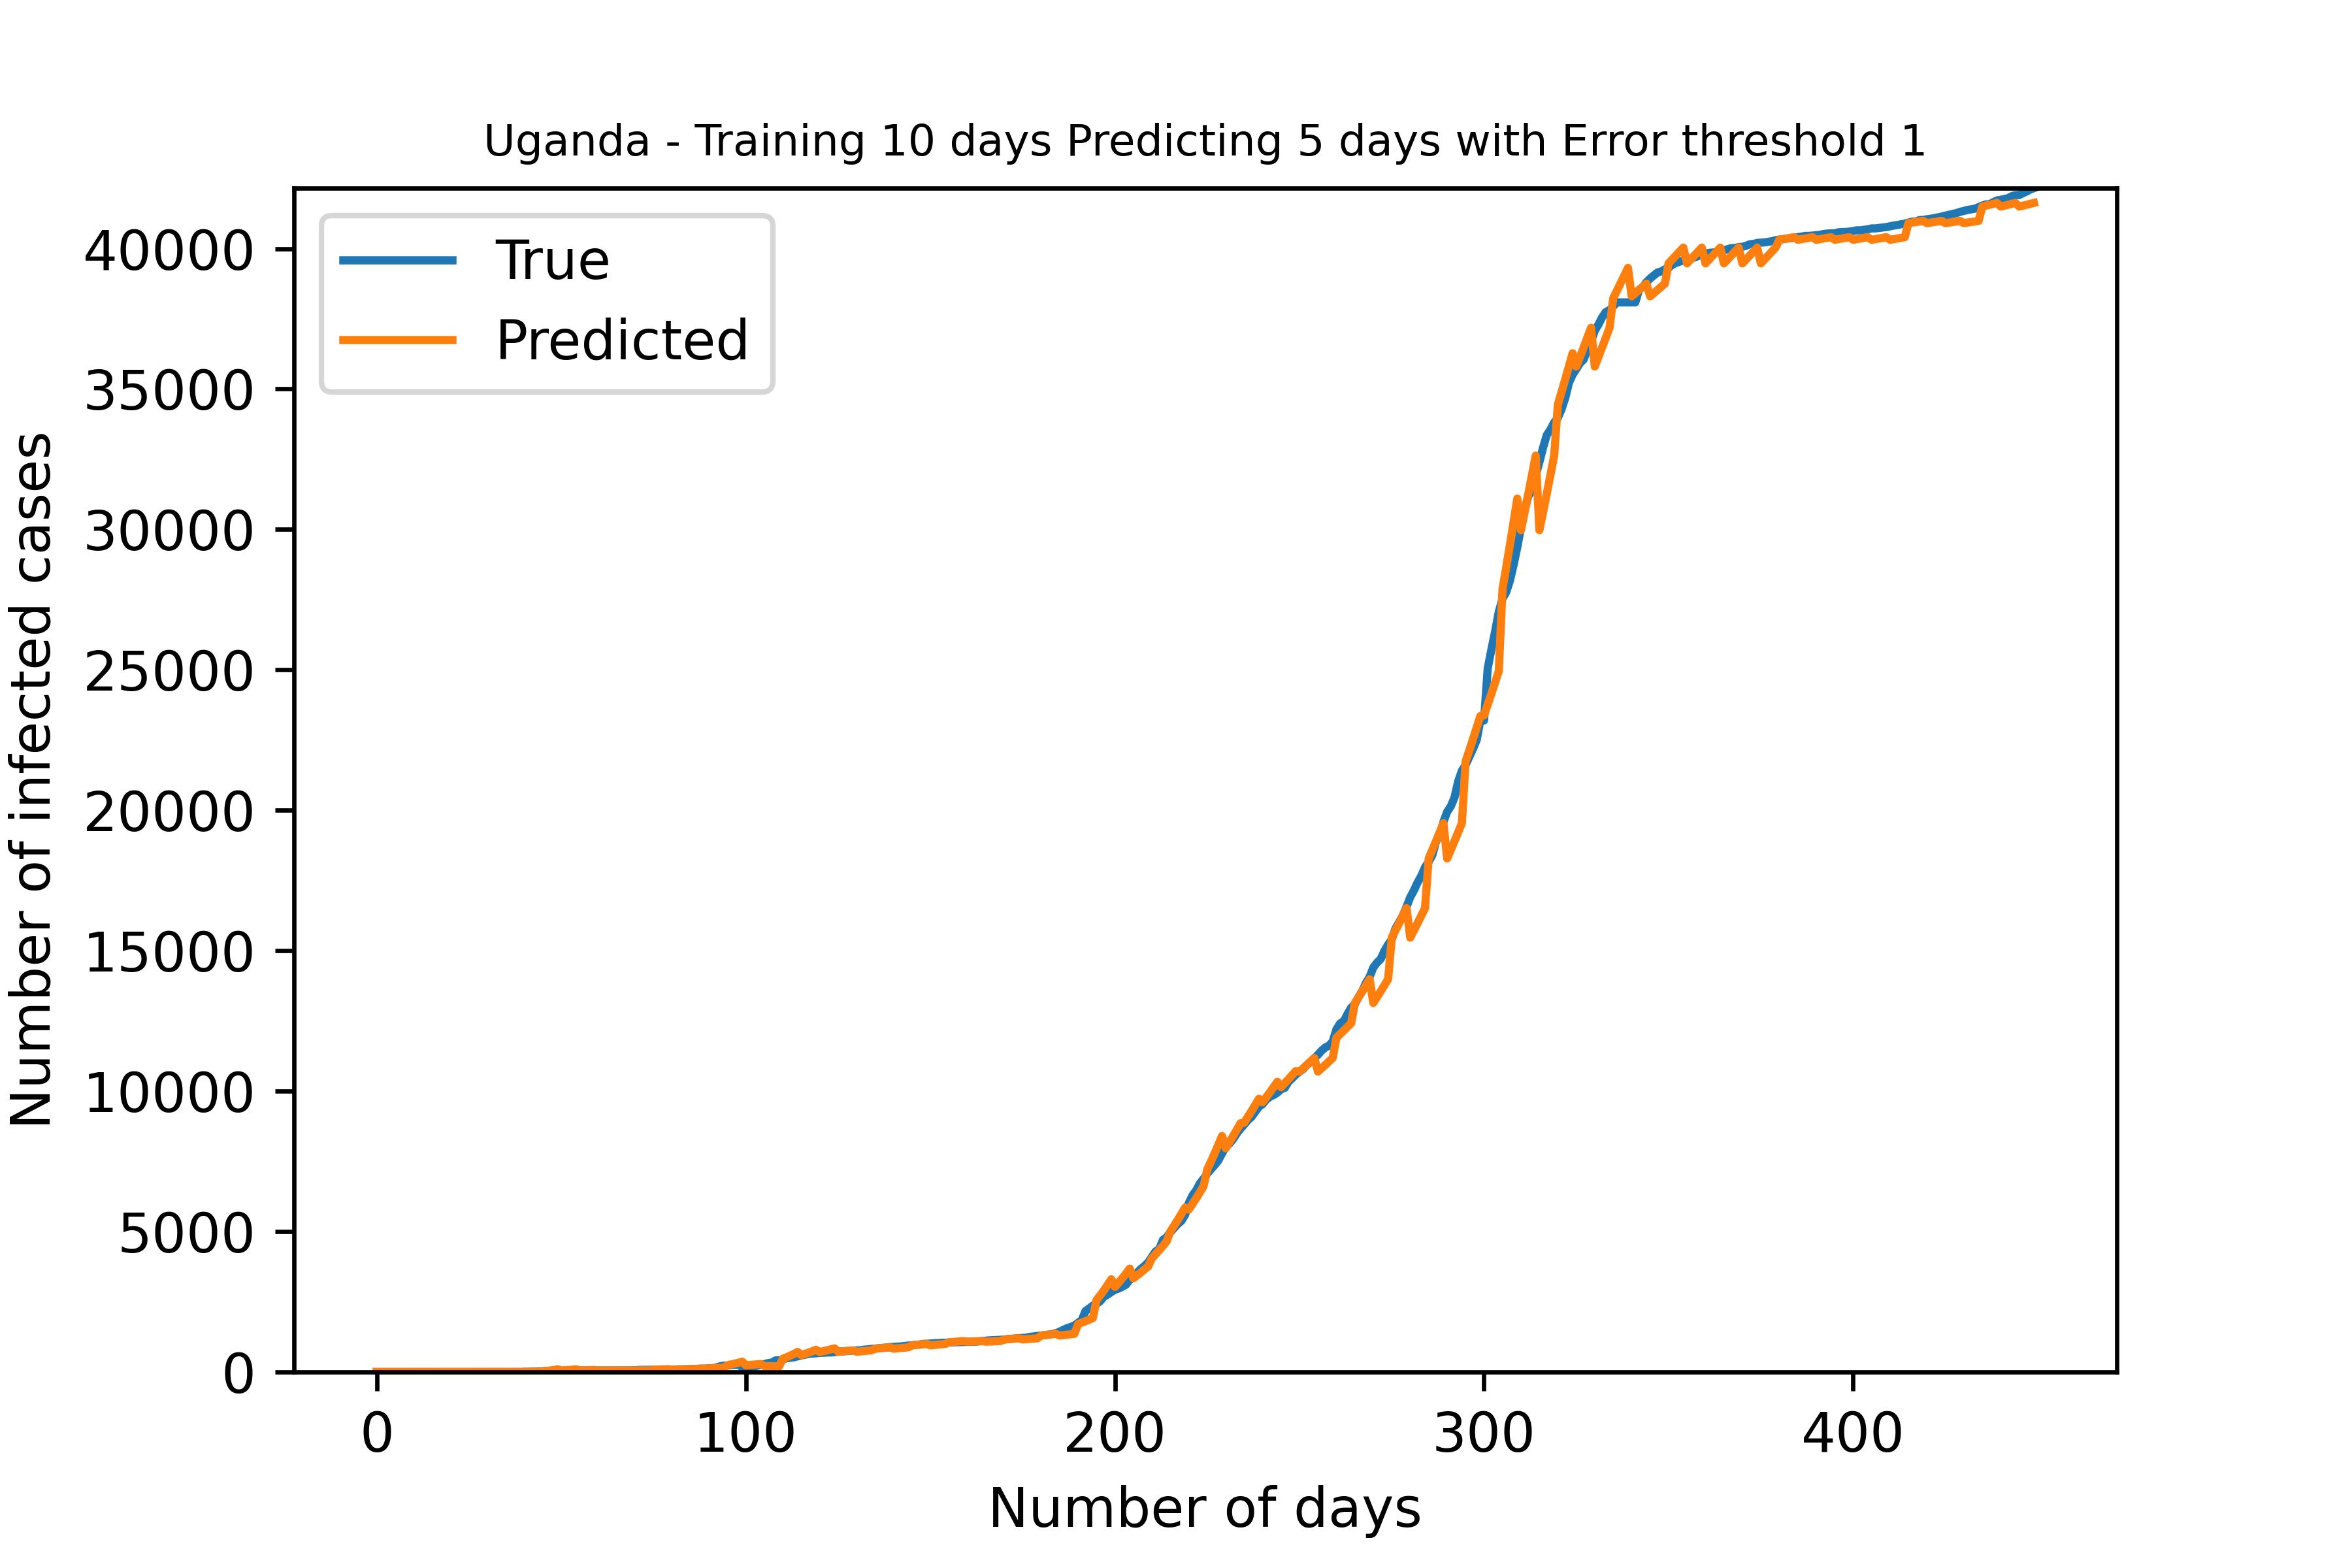 Uganda - Training 10 days Predicting 5 days with Error threshold 1
True
Predicted
40000
35000
30000
25000
20000
15000
10000
5000
0
Number of infected cases
0 100 200 300 400
Number of days